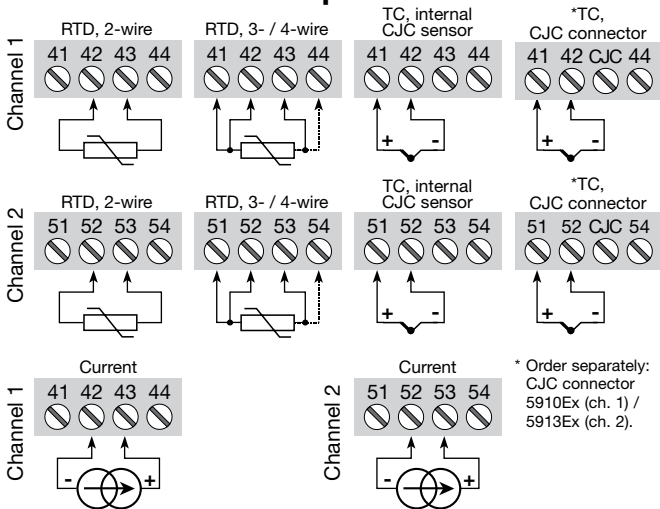 RTD, 2-wire
RTD, 3- / 4-wire
TC, internal
CJC sensor
*TC,
CJC connector
Channel 1
41 42 43 44
41 42 43 44
41 42 43 44
41 42 CJC 44
+ -
+ -
RTD, 2-wire
RTD, 3- / 4-wire
TC, internal
CJC sensor
*TC,
CJC connector
Channel 2
51 52 53 54
51 52 53 54
51 52 53 54
51 52 CJC 54
+ -
+ -
Current
Channel 1
41 42 43 44
- +
Current
Channel 2
51 52 53 54
- +
* Order separately:
CJC connector
5910Ex (ch. 1) /
5913Ex (ch. 2).